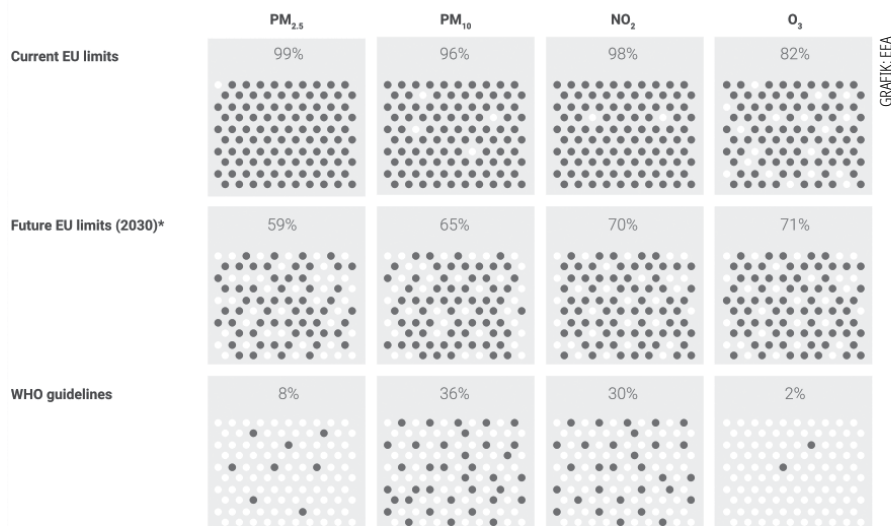 PM2.5 PM10 NO2 O3
Current EU limits 99% 96% 98% 82%
Future EU limits (2030)* 59% 65% 70% 71%
WHO guidelines 8% 36% 30% 2%
GRAFIK: EEA